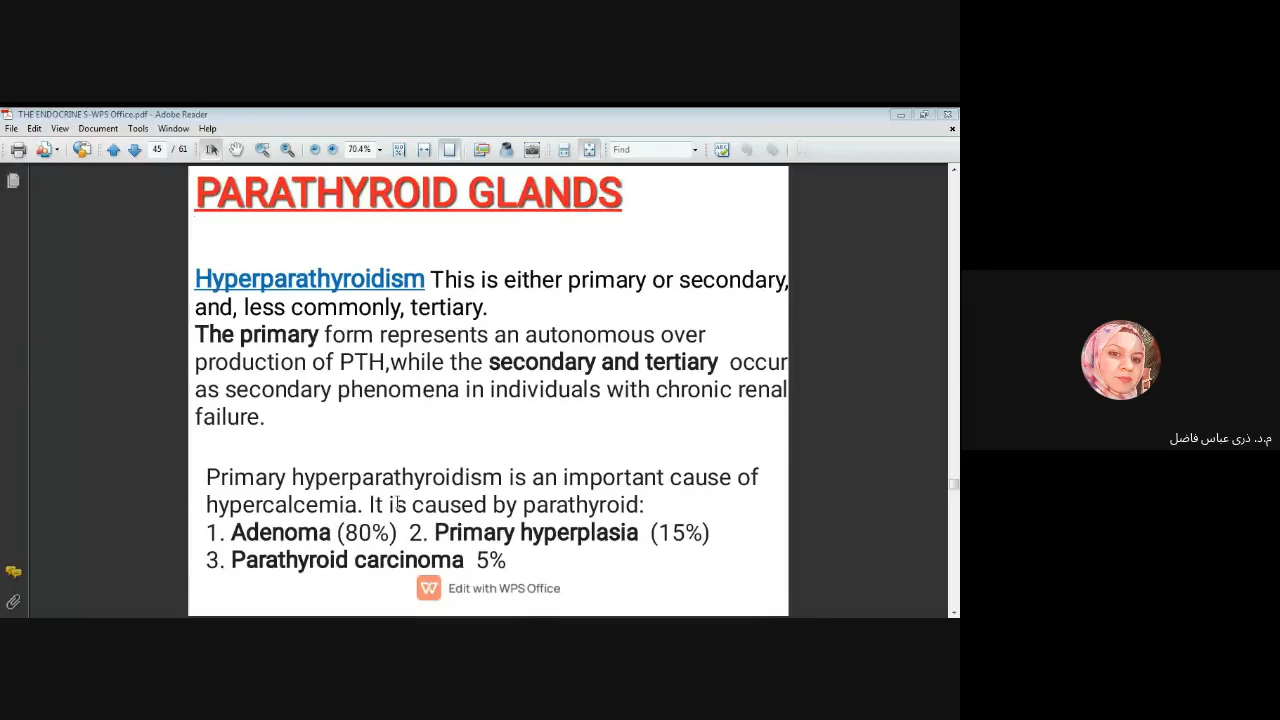 THE ENDOCRINE S-WPS Office.pdf - Adobe Reader
File Edit View Document Tools Window Help
45 / 61 70.4% Find
PARATHYROID GLANDS
Hyperparathyroidism This is either primary or secondary,
and, less commonly, tertiary.
The primary form represents an autonomous over
production of PTH,while the secondary and tertiary occur
as secondary phenomena in individuals with chronic renal
failure.
Primary hyperparathyroidism is an important cause of
hypercalcemia. It is caused by parathyroid:
1. Adenoma (80%) 2. Primary hyperplasia (15%)
3. Parathyroid carcinoma 5%
Edit with WPS Office
م.د. ذرى عباس فاضل